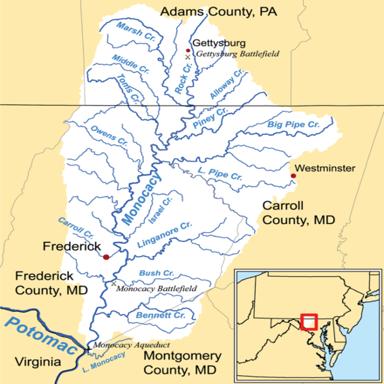 Adams County, PA
Marsh Cr.
Gettysburg
Gettysburg Battlefield
Middle Cr.
Rock Cr.
Toms Cr.
Alloway Cr.
Piney Cr.
Big Pipe Cr.
Owens Cr.
L. Pipe Cr.
Westminster
Monocacy
Israel Cr.
Carroll
County, MD
Carroll Cr.
Linganore Cr.
Frederick
Bush Cr.
Frederick
County, MD
Monocacy Battlefield
Bennett Cr.
Potomac
Monocacy Aqueduct
L. Monocacy
Virginia
Montgomery
County, MD